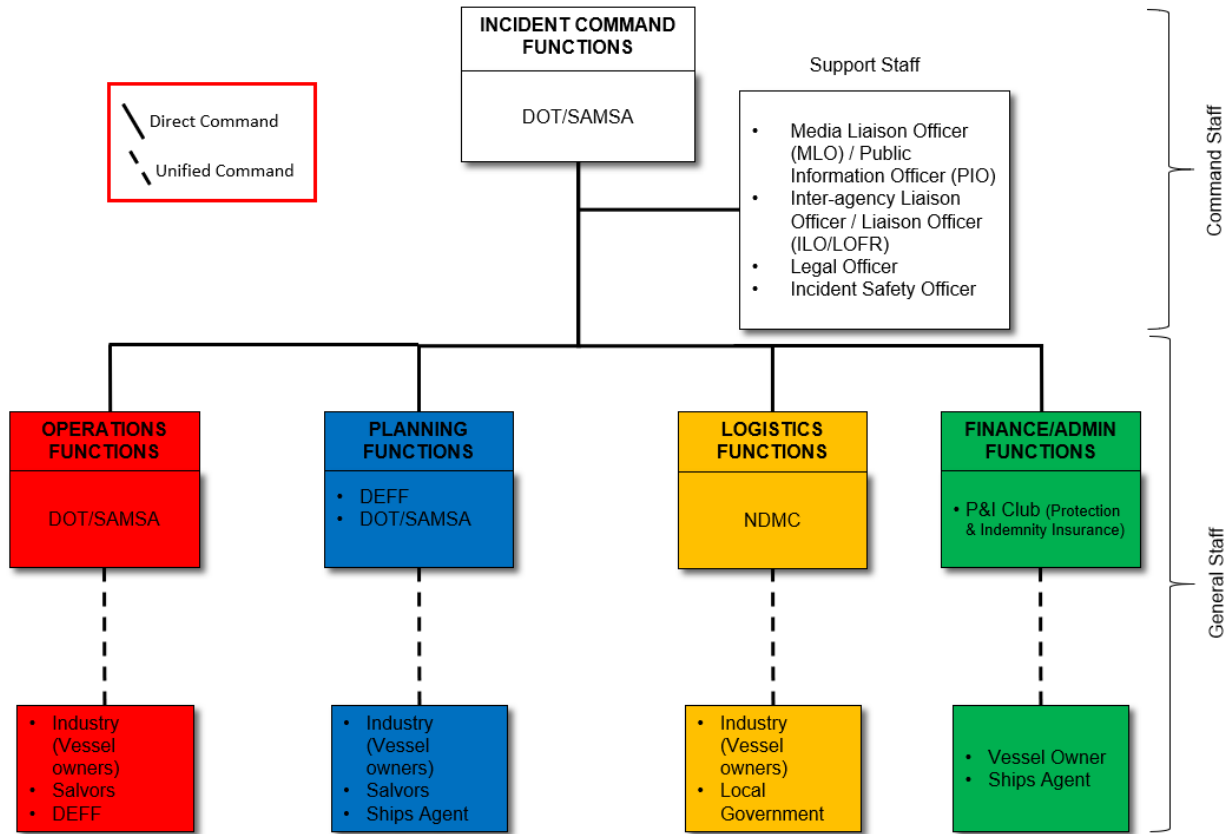 INCIDENT COMMAND
FUNCTIONS
DOT/SAMSA
Support Staff
• Media Liaison Officer
(MLO) / Public
Information Officer (PIO)
• Inter-agency Liaison
Officer / Liaison Officer
(ILO/LOFR)
• Legal Officer
• Incident Safety Officer
Command Staff
Direct Command
Unified Command
OPERATIONS
FUNCTIONS
DOT/SAMSA
PLANNING
FUNCTIONS
• DEFF
• DOT/SAMSA
LOGISTICS
FUNCTIONS
NDMC
FINANCE/ADMIN
FUNCTIONS
• P&I Club (Protection
& Indemnity Insurance)
General Staff
• Industry
(Vessel
owners)
• Salvors
• DEFF
• Industry
(Vessel
owners)
• Salvors
• Ships Agent
• Industry
(Vessel
owners)
• Local
Government
• Vessel Owner
• Ships Agent